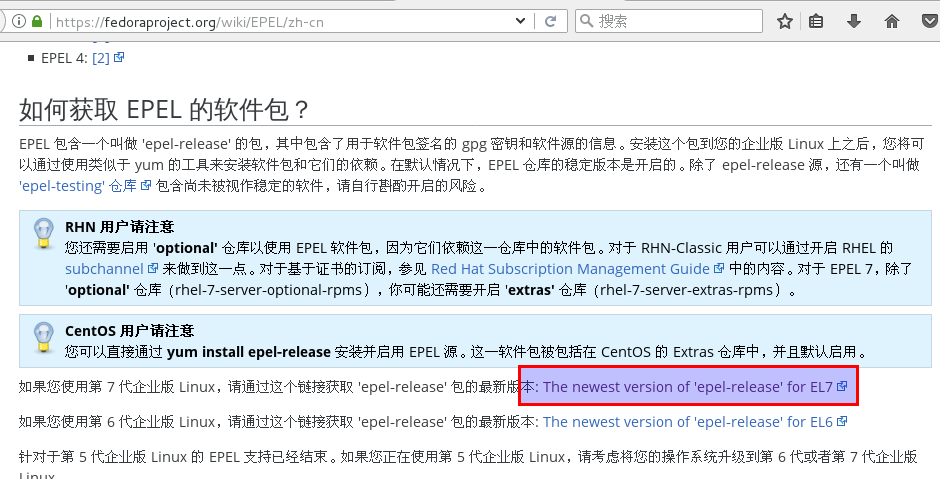 https://fedoraproject.org/wiki/EPEL/zh-cn
搜索
EPEL 4: [2]
如何获取 EPEL 的软件包？
EPEL 包含一个叫做 'epel-release' 的包，其中包含了用于软件包签名的 gpg 密钥和软件源的信息。安装这个包到您的企业版 Linux 上之后，您将可
以通过使用类似于 yum 的工具来安装软件包和它们的依赖。在默认情况下，EPEL 仓库的稳定版本是开启的。除了 epel-release 源，还有一个叫做
'epel-testing' 仓库 包含尚未被视作稳定的软件，请自行斟酌开启的风险。
RHN 用户请注意
您还需要启用 'optional' 仓库以使用 EPEL 软件包，因为它们依赖这一仓库中的软件包。对于 RHN-Classic 用户可以通过开启 RHEL 的
subchannel 来做到这一点。对于基于证书的订阅，参见 Red Hat Subscription Management Guide 中的内容。对于 EPEL 7，除了
'optional' 仓库（rhel-7-server-optional-rpms），你可能还需要开启 'extras' 仓库（rhel-7-server-extras-rpms）。
CentOS 用户请注意
您可以直接通过 yum install epel-release 安装并启用 EPEL 源。这一软件包被包括在 CentOS 的 Extras 仓库中，并且默认启用。
如果您使用第 7 代企业版 Linux，请通过这个链接获取 'epel-release' 包的最新版本: The newest version of 'epel-release' for EL7
如果您使用第 6 代企业版 Linux，请通过这个链接获取 'epel-release' 包的最新版本: The newest version of 'epel-release' for EL6
针对于第 5 代企业版 Linux 的 EPEL 支持已经结束。如果您正在使用第 5 代企业版 Linux，请考虑将您的操作系统升级到第 6 代或者第 7 代企业版
Linux